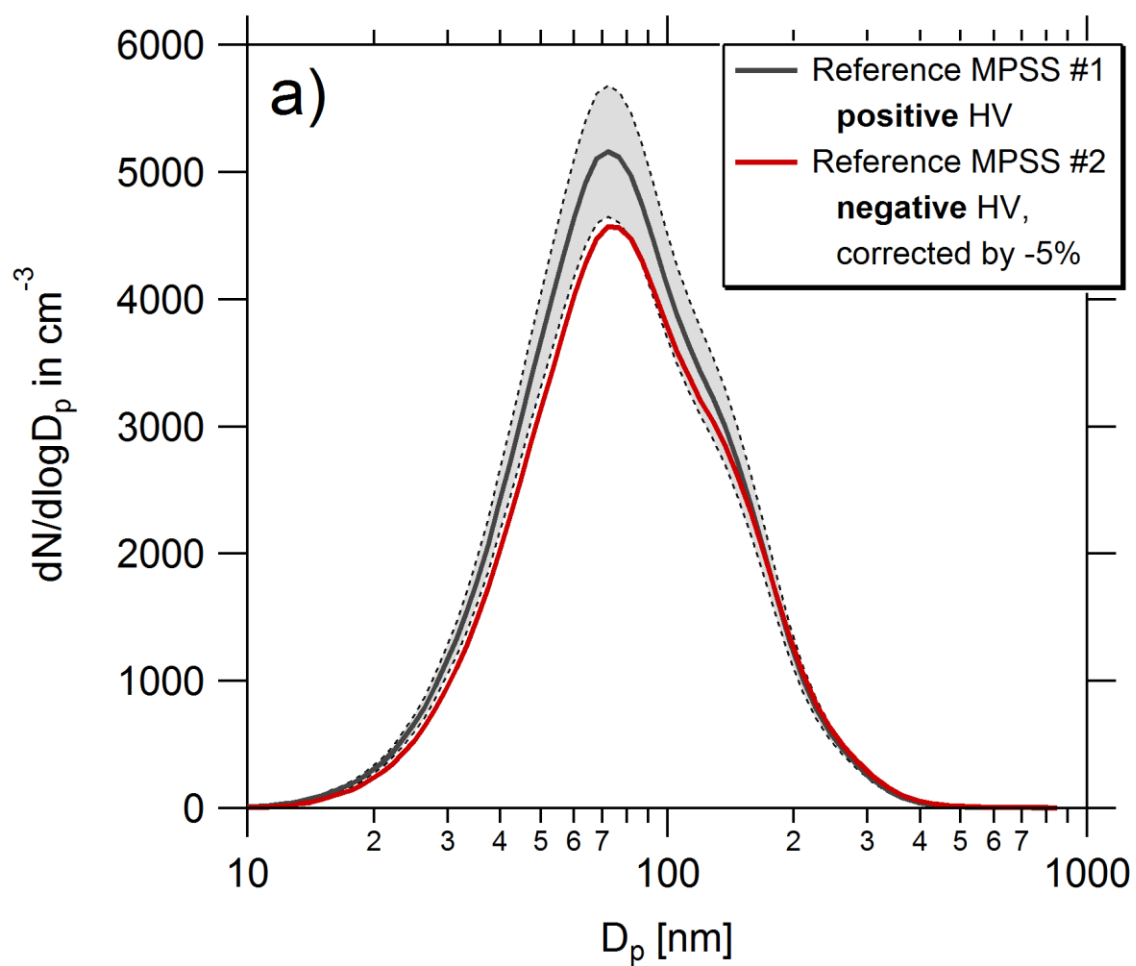 a)
Reference MPSS #1
positive HV
Reference MPSS #2
negative HV,
corrected by -5%
dN/dlogDp in cm-3
6000
5000
4000
3000
2000
1000
0
2 3 4 5 6 7 2 3 4 5 6 7
10 100 1000
Dp [nm]